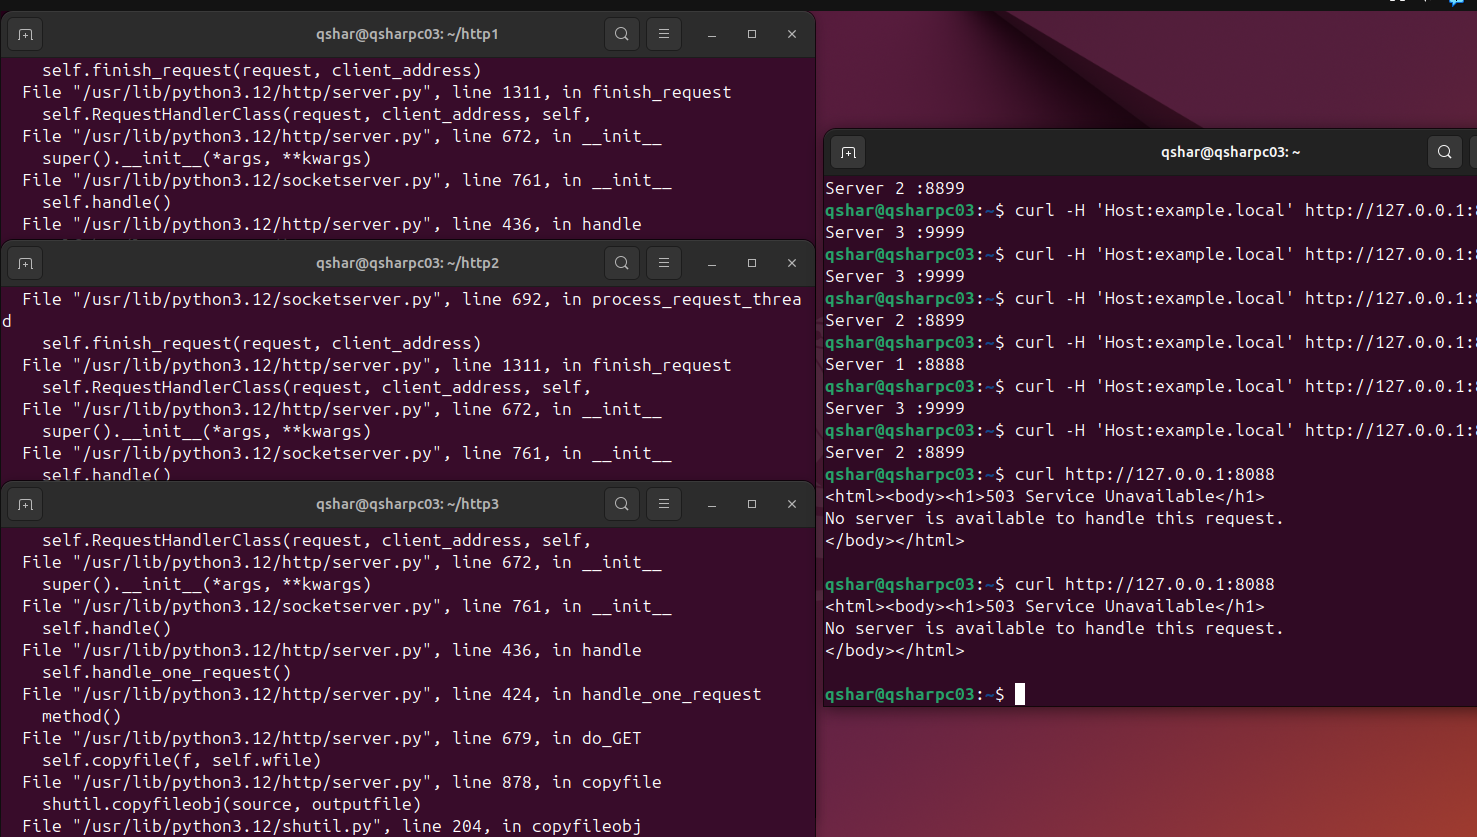 qshar@qsharpc03: ~/http1
self.finish_request(request, client_address)
File "/usr/lib/python3.12/http/server.py", line 1311, in finish_request
self.RequestHandlerClass(request, client_address, self,
File "/usr/lib/python3.12/http/server.py", line 672, in __init__
super().__init__(*args, **kwargs)
File "/usr/lib/python3.12/socketserver.py", line 761, in __init__
self.handle()
File "/usr/lib/python3.12/http/server.py", line 436, in handle
qshar@qsharpc03: ~/http2
File "/usr/lib/python3.12/socketserver.py", line 692, in process_request_threa
d
self.finish_request(request, client_address)
File "/usr/lib/python3.12/http/server.py", line 1311, in finish_request
self.RequestHandlerClass(request, client_address, self,
File "/usr/lib/python3.12/http/server.py", line 672, in __init__
super().__init__(*args, **kwargs)
File "/usr/lib/python3.12/socketserver.py", line 761, in __init__
self.handle()
qshar@qsharpc03: ~/http3
self.RequestHandlerClass(request, client_address, self,
File "/usr/lib/python3.12/http/server.py", line 672, in __init__
super().__init__(*args, **kwargs)
File "/usr/lib/python3.12/socketserver.py", line 761, in __init__
self.handle()
File "/usr/lib/python3.12/http/server.py", line 436, in handle
self.handle_one_request()
File "/usr/lib/python3.12/http/server.py", line 424, in handle_one_request
method()
File "/usr/lib/python3.12/http/server.py", line 679, in do_GET
self.copyfile(f, self.wfile)
File "/usr/lib/python3.12/http/server.py", line 878, in copyfile
shutil.copyfileobj(source, outputfile)
File "/usr/lib/python3.12/shutil.py", line 204, in copyfileobj
qshar@qsharpc03: ~
Server 2 :8899
qshar@qsharpc03:~$ curl -H 'Host:example.local' http://127.0.0.1:
Server 3 :9999
qshar@qsharpc03:~$ curl -H 'Host:example.local' http://127.0.0.1:
Server 3 :9999
qshar@qsharpc03:~$ curl -H 'Host:example.local' http://127.0.0.1:
Server 2 :8899
qshar@qsharpc03:~$ curl -H 'Host:example.local' http://127.0.0.1:
Server 1 :8888
qshar@qsharpc03:~$ curl -H 'Host:example.local' http://127.0.0.1:
Server 3 :9999
qshar@qsharpc03:~$ curl -H 'Host:example.local' http://127.0.0.1:
Server 2 :8899
qshar@qsharpc03:~$ curl http://127.0.0.1:8088
<html><body><h1>503 Service Unavailable</h1>
No server is available to handle this request.
</body></html>
qshar@qsharpc03:~$ curl http://127.0.0.1:8088
<html><body><h1>503 Service Unavailable</h1>
No server is available to handle this request.
</body></html>
qshar@qsharpc03:~$